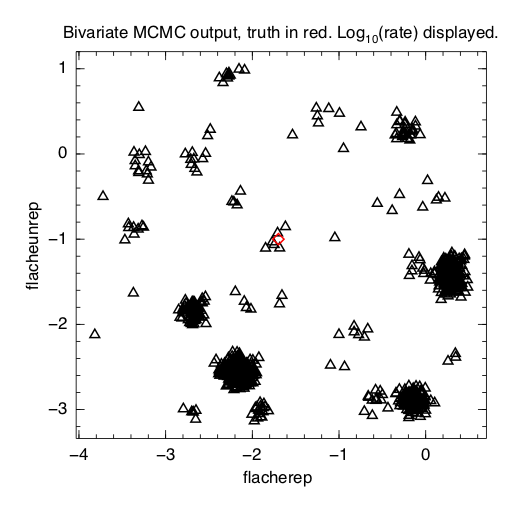 Bivariate MCMC output, truth in red. Log10(rate) displayed.
1
0
−1
−2
−3
flacheunrep
−4 −3 −2 −1 0
flacherep